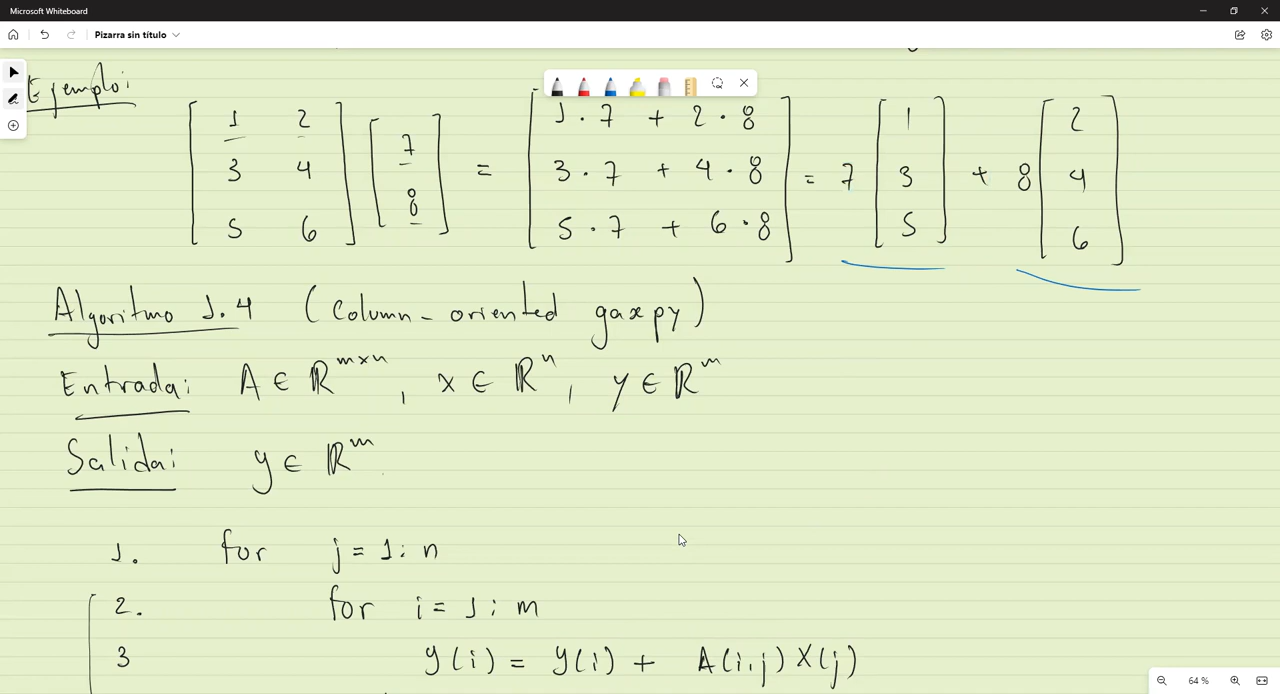 Microsoft Whiteboard
Pizarra sin título
Ejemplo:
[1 2; 3 4; 5 6] [7; 8] = [1·7 + 2·8; 3·7 + 4·8; 5·7 + 6·8] = 7 [1; 3; 5] + 8 [2; 4; 6]
Algoritmo 1.4 (Column-oriented gaxpy)
Entrada: A ∈ ℝ^{m×n}, x ∈ ℝ^n, y ∈ ℝ^m
Salida: y ∈ ℝ^m
1. for j = 1:n
2. for i = 1:m
3 y(i) = y(i) + A(i,j) X(j)
64 %